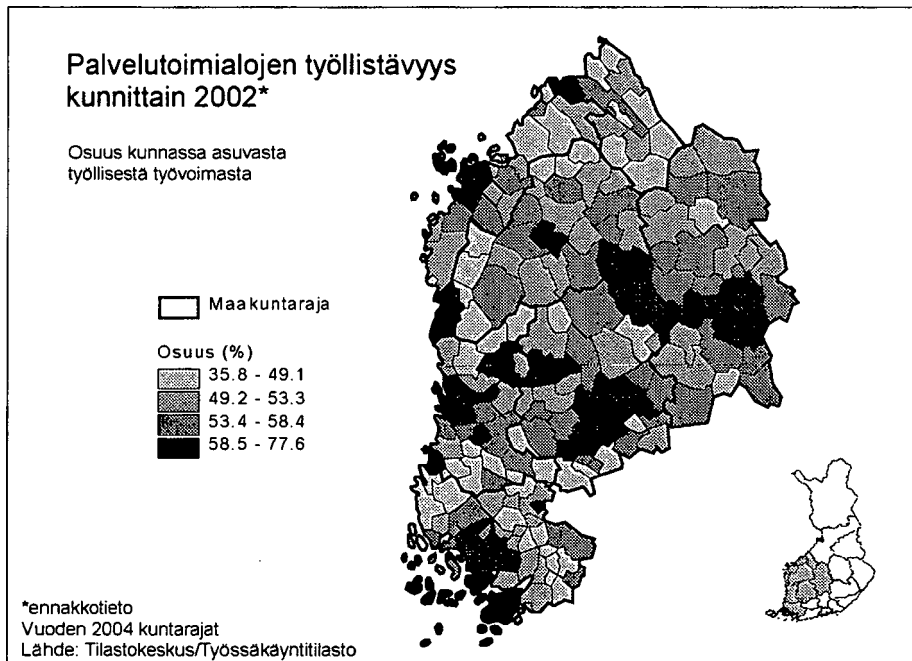 Palvelutoimialojen työllistävyys
kunnittain 2002*
Osuus kunnassa asuvasta
työllisestä työvoimasta
Maakuntaraja
Osuus (%)
35.8 - 49.1
49.2 - 53.3
53.4 - 58.4
58.5 - 77.6
*ennakkotieto
Vuoden 2004 kuntarajat
Lähde: Tilastokeskus/Työssäkäyntitilasto